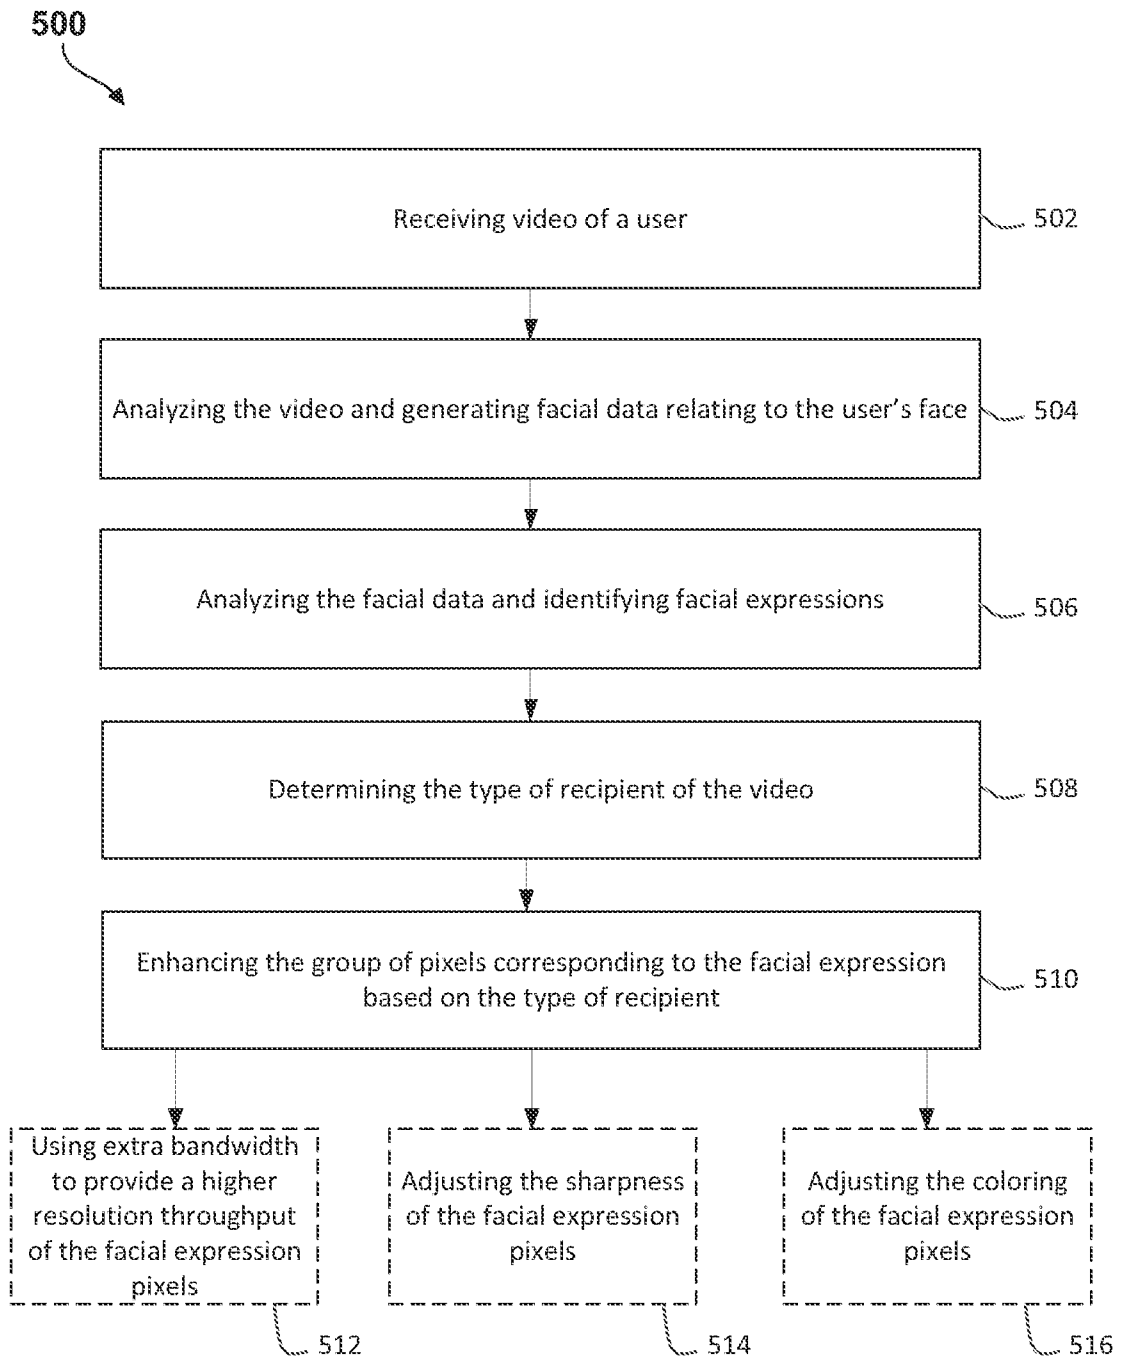 500
Receiving video of a user
502
Analyzing the video and generating facial data relating to the user's face
504
Analyzing the facial data and identifying facial expressions
506
Determining the type of recipient of the video
508
Enhancing the group of pixels corresponding to the facial expression
based on the type of recipient
510
Using extra bandwidth
to provide a higher
resolution throughput
of the facial expression
pixels
512
Adjusting the sharpness
of the facial expression
pixels
514
Adjusting the coloring
of the facial expression
pixels
516